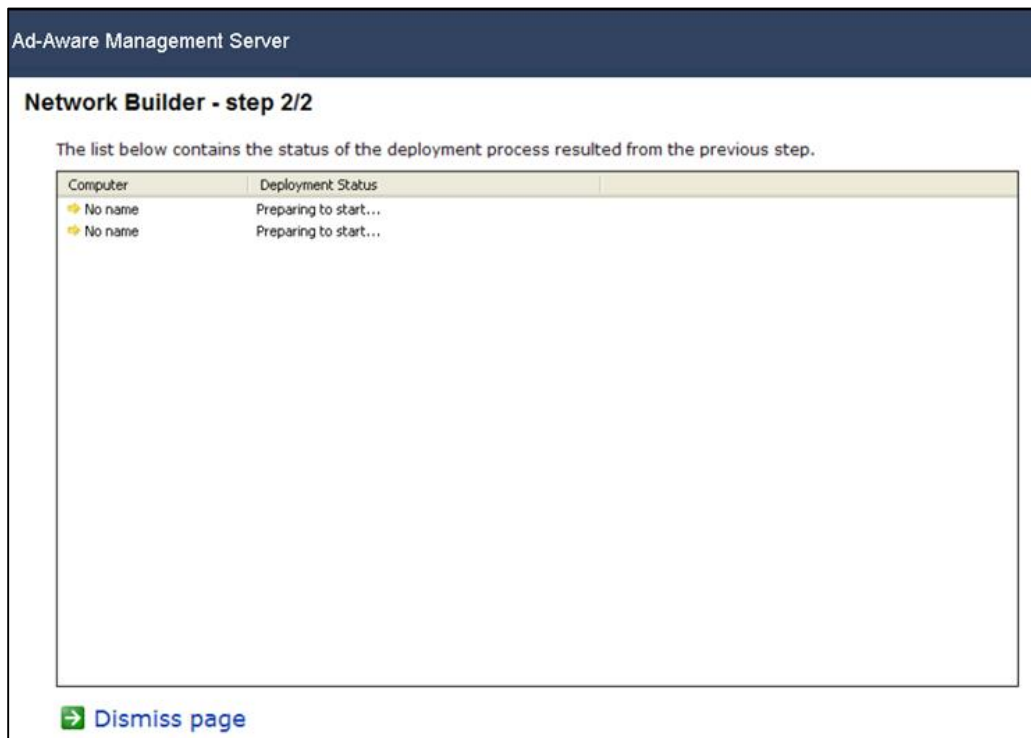 Ad-Aware Management Server
Network Builder - step 2/2
The list below contains the status of the deployment process resulted from the previous step.
Computer Deployment Status
No name Preparing to start...
No name Preparing to start...
Dismiss page